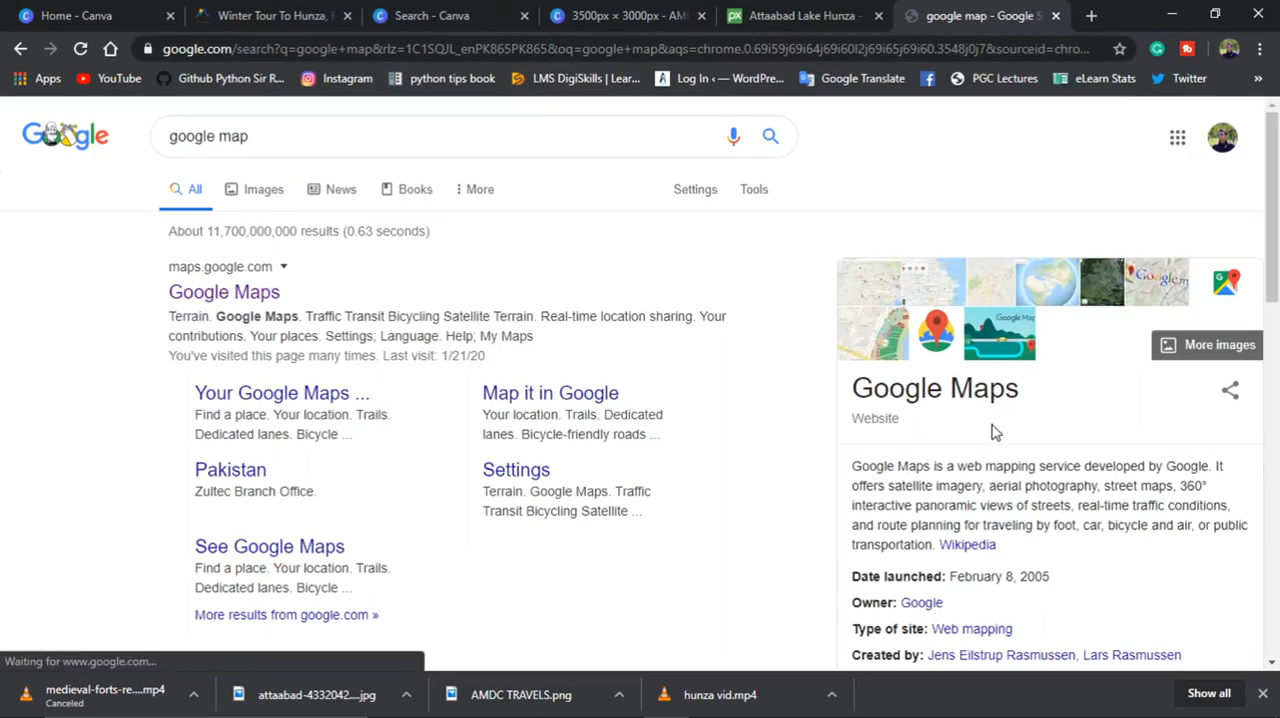 Home - Canva
Winter Tour To Hunza,
Search - Canva
3500px × 3000px - AM
Attaabad Lake Hunza -
google map - Google S
google.com/search?q=google+map&rlz=1C1SQJL_enPK865PK865&oq=google+map&aqs=chrome.0.69i59j69i64j69i60l2j69i65j69i60.3548j0j7&sourceid=chro...
Apps
YouTube
Github Python Sir R...
Instagram
python tips book
LMS DigiSkills | Lear...
Log In ‹ — WordPre...
Google Translate
PGC Lectures
eLearn Stats
Twitter
»
Google
google map
All
Images
News
Books
More
Settings
Tools
About 11,700,000,000 results (0.63 seconds)
maps.google.com
Google Maps
Terrain. Google Maps. Traffic Transit Bicycling Satellite Terrain. Real-time location sharing. Your
contributions. Your places. Settings; Language. Help; My Maps
You've visited this page many times. Last visit: 1/21/20
Your Google Maps ...
Find a place. Your location. Trails.
Dedicated lanes. Bicycle ...
Map it in Google
Your location. Trails. Dedicated
lanes. Bicycle-friendly roads ...
Pakistan
Zultec Branch Office.
Settings
Terrain. Google Maps. Traffic
Transit Bicycling Satellite ...
See Google Maps
Find a place. Your location. Trails.
Dedicated lanes. Bicycle ...
More results from google.com »
More images
Google Maps
Website
Google Maps is a web mapping service developed by Google. It
offers satellite imagery, aerial photography, street maps, 360°
interactive panoramic views of streets, real-time traffic conditions,
and route planning for traveling by foot, car, bicycle and air, or public
transportation. Wikipedia
Date launched: February 8, 2005
Owner: Google
Type of site: Web mapping
Created by: Jens Eilstrup Rasmussen, Lars Rasmussen
Waiting for www.google.com...
medieval-forts-re....mp4
Canceled
attaabad-4332042....jpg
AMDC TRAVELS.png
hunza vid.mp4
Show all